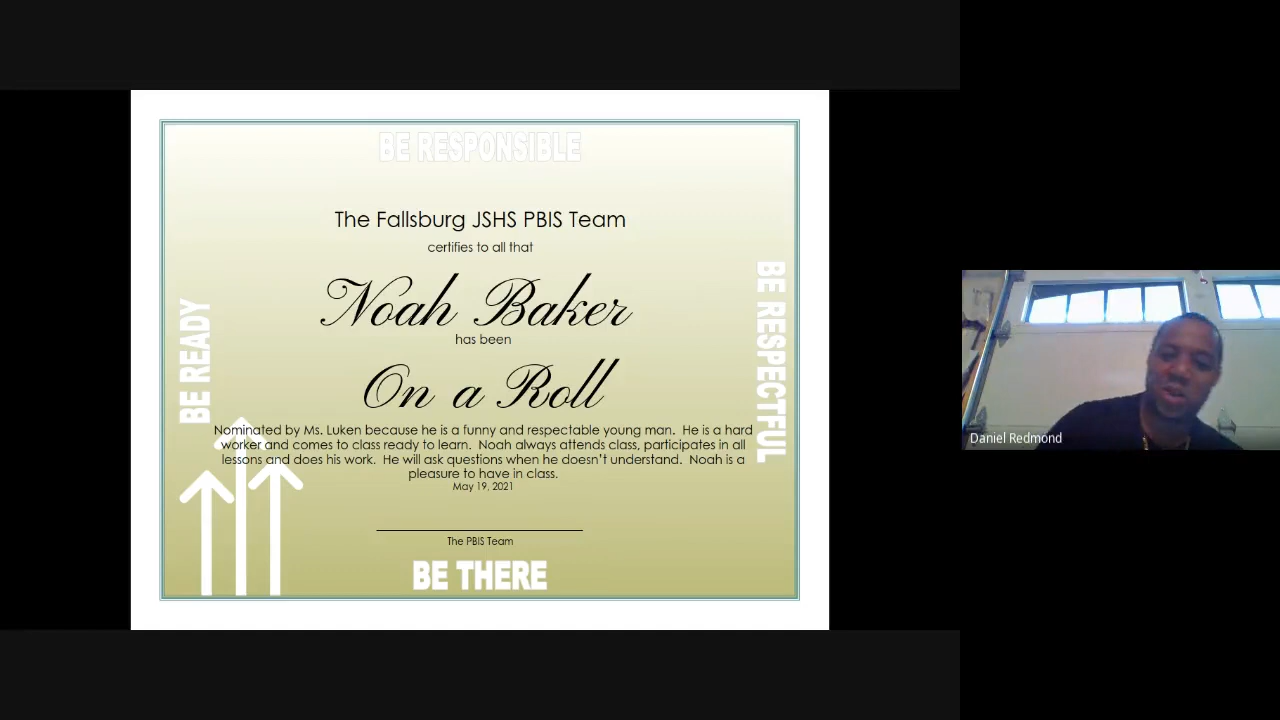 BE RESPONSIBLE
The Fallsburg JSHS PBIS Team
certifies to all that
Noah Baker
has been
On a Roll
BE READY
BE RESPECTFUL
Nominated by Ms. Luken because he is a funny and respectable young man. He is a hard
worker and comes to class ready to learn. Noah always attends class, participates in all
lessons and does his work. He will ask questions when he doesn't understand. Noah is a
pleasure to have in class.
May 19, 2021
The PBIS Team
BE THERE
Daniel Redmond